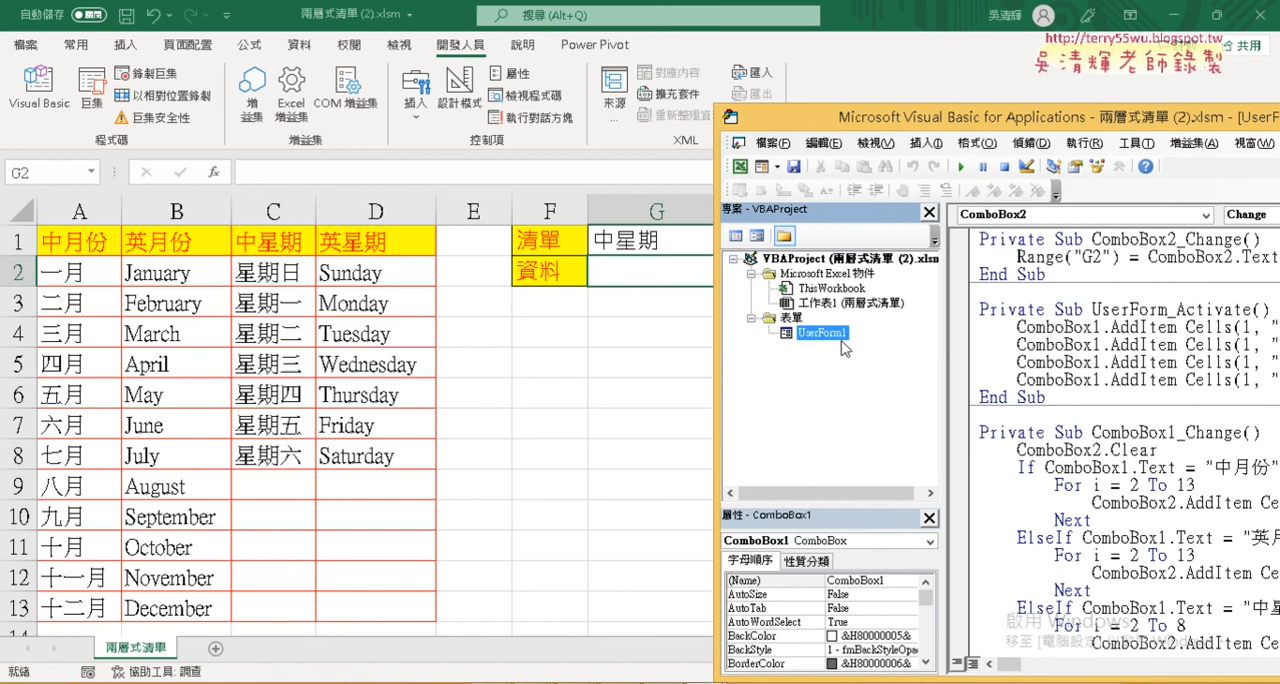 自動儲存
兩層式清單 (2).xlsm
搜尋 (Alt+Q)
吳清輝
http://terry55wu.blogspot.tw
吳清輝老師錄製
檔案 常用 插入 頁面配置 公式 資料 校閱 檢視 開發人員 說明 Power Pivot
共用
Visual Basic
巨集
錄製巨集
以相對位置錄製
巨集安全性
程式碼
增益集
Excel 增益集
COM 增益集
增益集
插入
設計模式
屬性
檢視程式碼
執行對話方塊
控制項
來源
對應內容
擴充套件
重新整理資
匯入
匯出
XML
G2
fx
A B C D E F G
1 中月份 英月份 中星期 英星期 清單 中星期
2 一月 January 星期日 Sunday 資料
3 二月 February 星期一 Monday
4 三月 March 星期二 Tuesday
5 四月 April 星期三 Wednesday
6 五月 May 星期四 Thursday
7 六月 June 星期五 Friday
8 七月 July 星期六 Saturday
9 八月 August
10 九月 September
11 十月 October
12 十一月 November
13 十二月 December
兩層式清單
就緒
協助工具: 調查
Microsoft Visual Basic for Applications - 兩層式清單 (2).xlsm - [UserF
檔案(F) 編輯(E) 檢視(V) 插入(I) 格式(O) 偵錯(D) 執行(R) 工具(T) 增益集(A) 視窗(W)
專案 - VBAProject
VBAProject (兩層式清單 (2).xlsm
Microsoft Excel 物件
ThisWorkbook
工作表1 (兩層式清單)
表單
UserForm1
屬性 - ComboBox1
ComboBox1 ComboBox
字母順序 性質分類
(Name) ComboBox1
AutoSize False
AutoTab False
AutoWordSelect True
BackColor &H80000005&
BackStyle 1 - fmBackStyleOpa
BorderColor &H80000006&
ComboBox2
Change
Private Sub ComboBox2_Change()
Range("G2") = ComboBox2.Text
End Sub
Private Sub UserForm_Activate()
ComboBox1.AddItem Cells(1, "
ComboBox1.AddItem Cells(1, "
ComboBox1.AddItem Cells(1, "
ComboBox1.AddItem Cells(1, "
End Sub
Private Sub ComboBox1_Change()
ComboBox2.Clear
If ComboBox1.Text = "中月份
For i = 2 To 13
ComboBox2.AddItem Ce
Next
ElseIf ComboBox1.Text = "英月
For i = 2 To 13
ComboBox2.AddItem Ce
Next
ElseIf ComboBox1.Text = "中星
For i = 2 To 8
ComboBox2.AddItem Ce
啟用 Windows